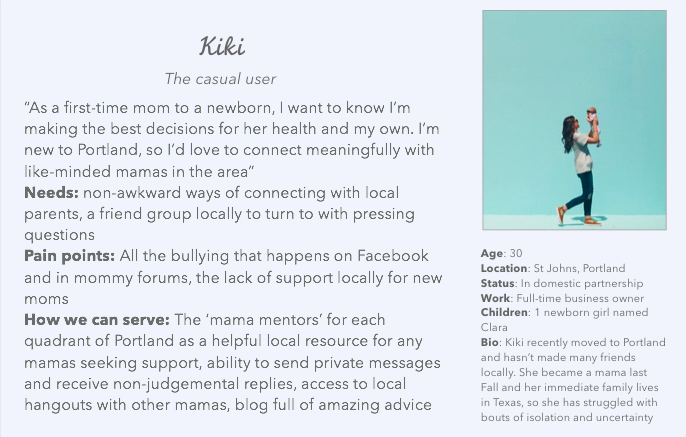 Kiki
The casual user
“As a first-time mom to a newborn, I want to know I’m
making the best decisions for her health and my own. I’m
new to Portland, so I’d love to connect meaningfully with
like-minded mamas in the area”
Needs: non-awkward ways of connecting with local
parents, a friend group locally to turn to with pressing
questions
Pain points: All the bullying that happens on Facebook
and in mommy forums, the lack of support locally for new
moms
How we can serve: The ‘mama mentors’ for each
quadrant of Portland as a helpful local resource for any
mamas seeking support, ability to send private messages
and receive non-judgemental replies, access to local
hangouts with other mamas, blog full of amazing advice
Age: 30
Location: St Johns, Portland
Status: In domestic partnership
Work: Full-time business owner
Children: 1 newborn girl named
Clara
Bio: Kiki recently moved to Portland
and hasn’t made many friends
locally. She became a mama last
Fall and her immediate family lives
in Texas, so she has struggled with
bouts of isolation and uncertainty